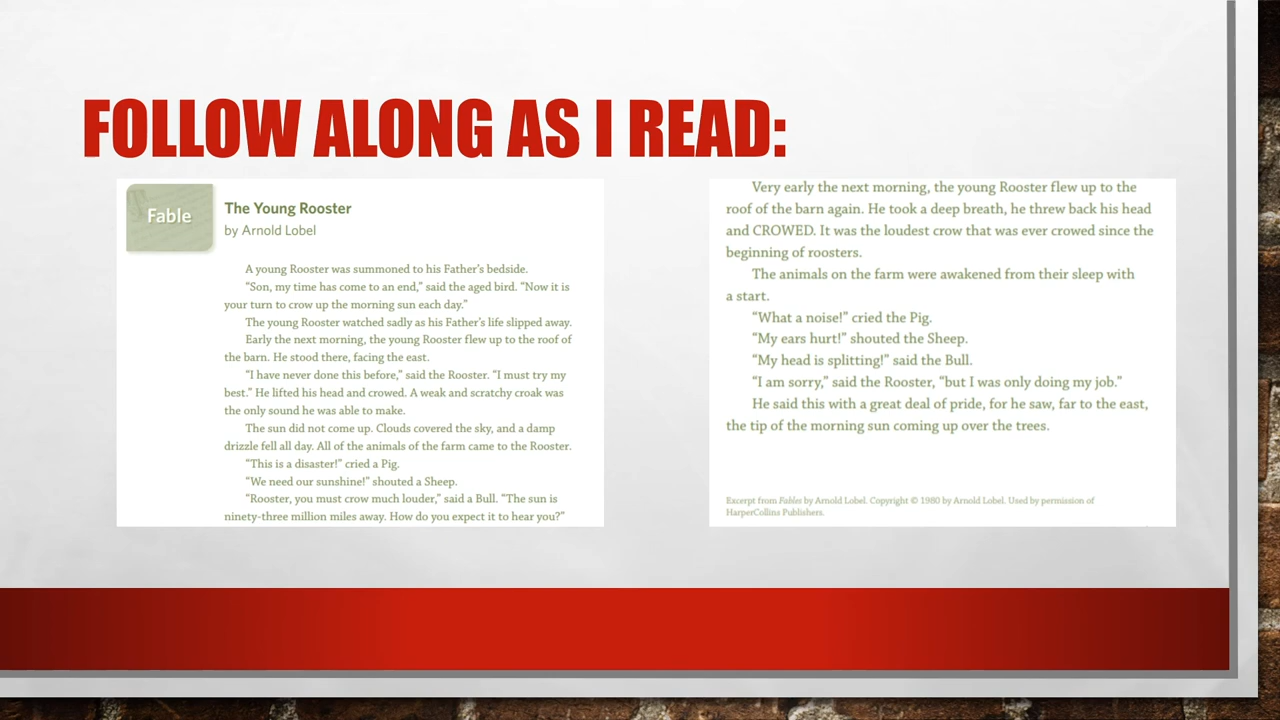 FOLLOW ALONG AS I READ:
Fable
The Young Rooster
by Arnold Lobel
A young Rooster was summoned to his Father’s bedside.
“Son, my time has come to an end,” said the aged bird. “Now it is
your turn to crow up the morning sun each day.”
The young Rooster watched sadly as his Father’s life slipped away.
Early the next morning, the young Rooster flew up to the roof of
the barn. He stood there, facing the east.
“I have never done this before,” said the Rooster. “I must try my
best.” He lifted his head and crowed. A weak and scratchy croak was
the only sound he was able to make.
The sun did not come up. Clouds covered the sky, and a damp
drizzle fell all day. All of the animals of the farm came to the Rooster.
“This is a disaster!” cried a Pig.
“We need our sunshine!” shouted a Sheep.
“Rooster, you must crow much louder,” said a Bull. “The sun is
ninety-three million miles away. How do you expect it to hear you?”
Very early the next morning, the young Rooster flew up to the
roof of the barn again. He took a deep breath, he threw back his head
and CROWED. It was the loudest crow that was ever crowed since the
beginning of roosters.
The animals on the farm were awakened from their sleep with
a start.
“What a noise!” cried the Pig.
“My ears hurt!” shouted the Sheep.
“My head is splitting!” said the Bull.
“I am sorry,” said the Rooster, “but I was only doing my job.”
He said this with a great deal of pride, for he saw, far to the east,
the tip of the morning sun coming up over the trees.
Excerpt from Fables by Arnold Lobel. Copyright © 1980 by Arnold Lobel. Used by permission of
HarperCollins Publishers.